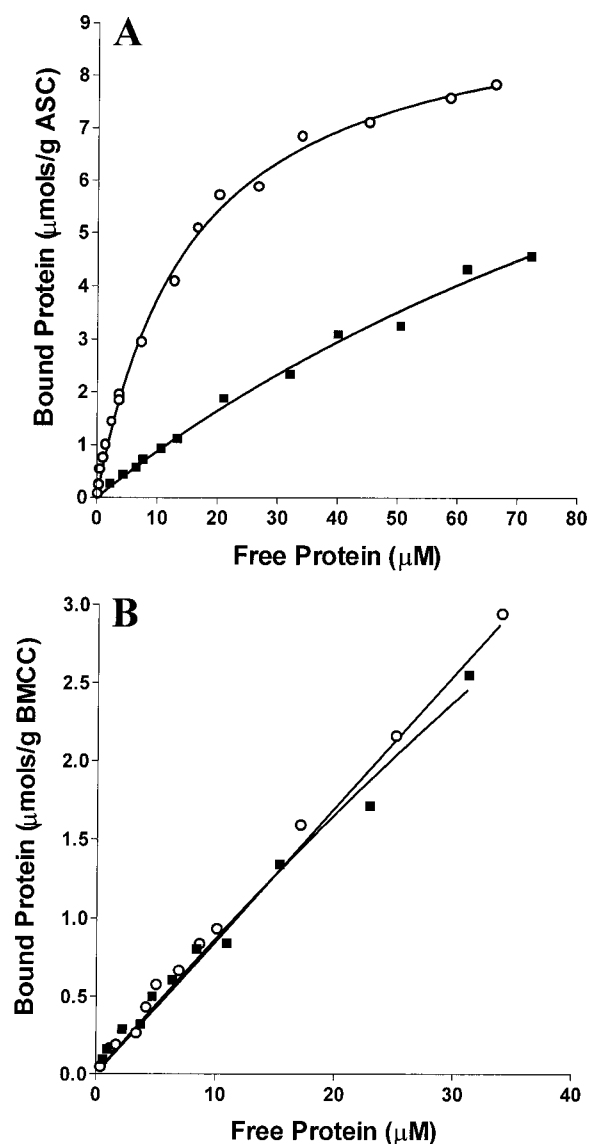 A
9
8
7
6
5
4
3
2
1
0
Bound Protein (μmols/g ASC)
0 10 20 30 40 50 60 70 80
Free Protein (μM)
B
3.0
2.5
2.0
1.5
1.0
0.5
0.0
Bound Protein (μmols/g BMCC)
0 10 20 30 40
Free Protein (μM)